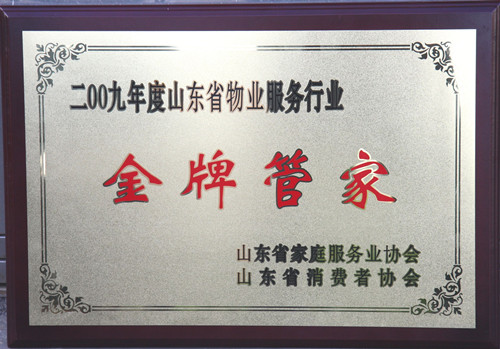 二00九年度山东省物业服务行业
金牌管家
山东省家庭服务业协会
山东省消费者协会